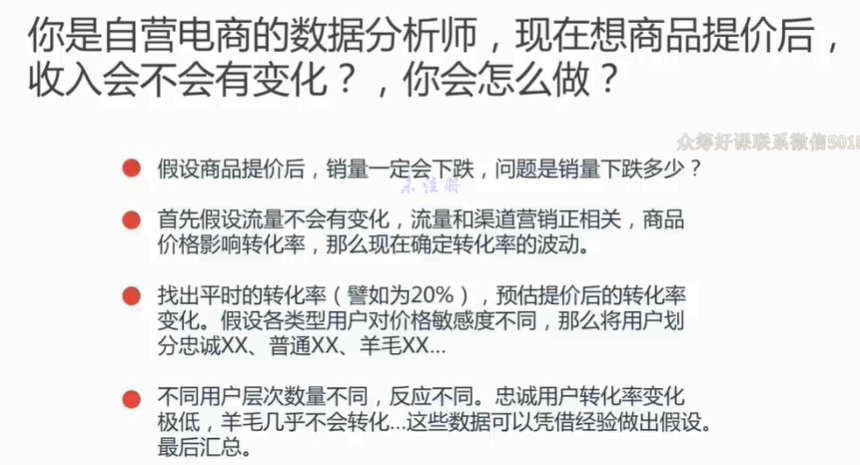 你是自营电商的数据分析师，现在想商品提价后，
收入会不会有变化？，你会怎么做？
众筹好课联系微信5018
假设商品提价后，销量一定会下跌，问题是销量下跌多少？
未注册
首先假设流量不会有变化，流量和渠道营销正相关，商品
价格影响转化率，那么现在确定转化率的波动。
找出平时的转化率（譬如为20%），预估提价后的转化率
变化。假设各类型用户对价格敏感度不同，那么将用户划
分忠诚XX、普通XX、羊毛XX...
不同用户层次数量不同，反应不同。忠诚用户转化率变化
极低，羊毛几乎不会转化...这些数据可以凭借经验做出假设。
最后汇总。